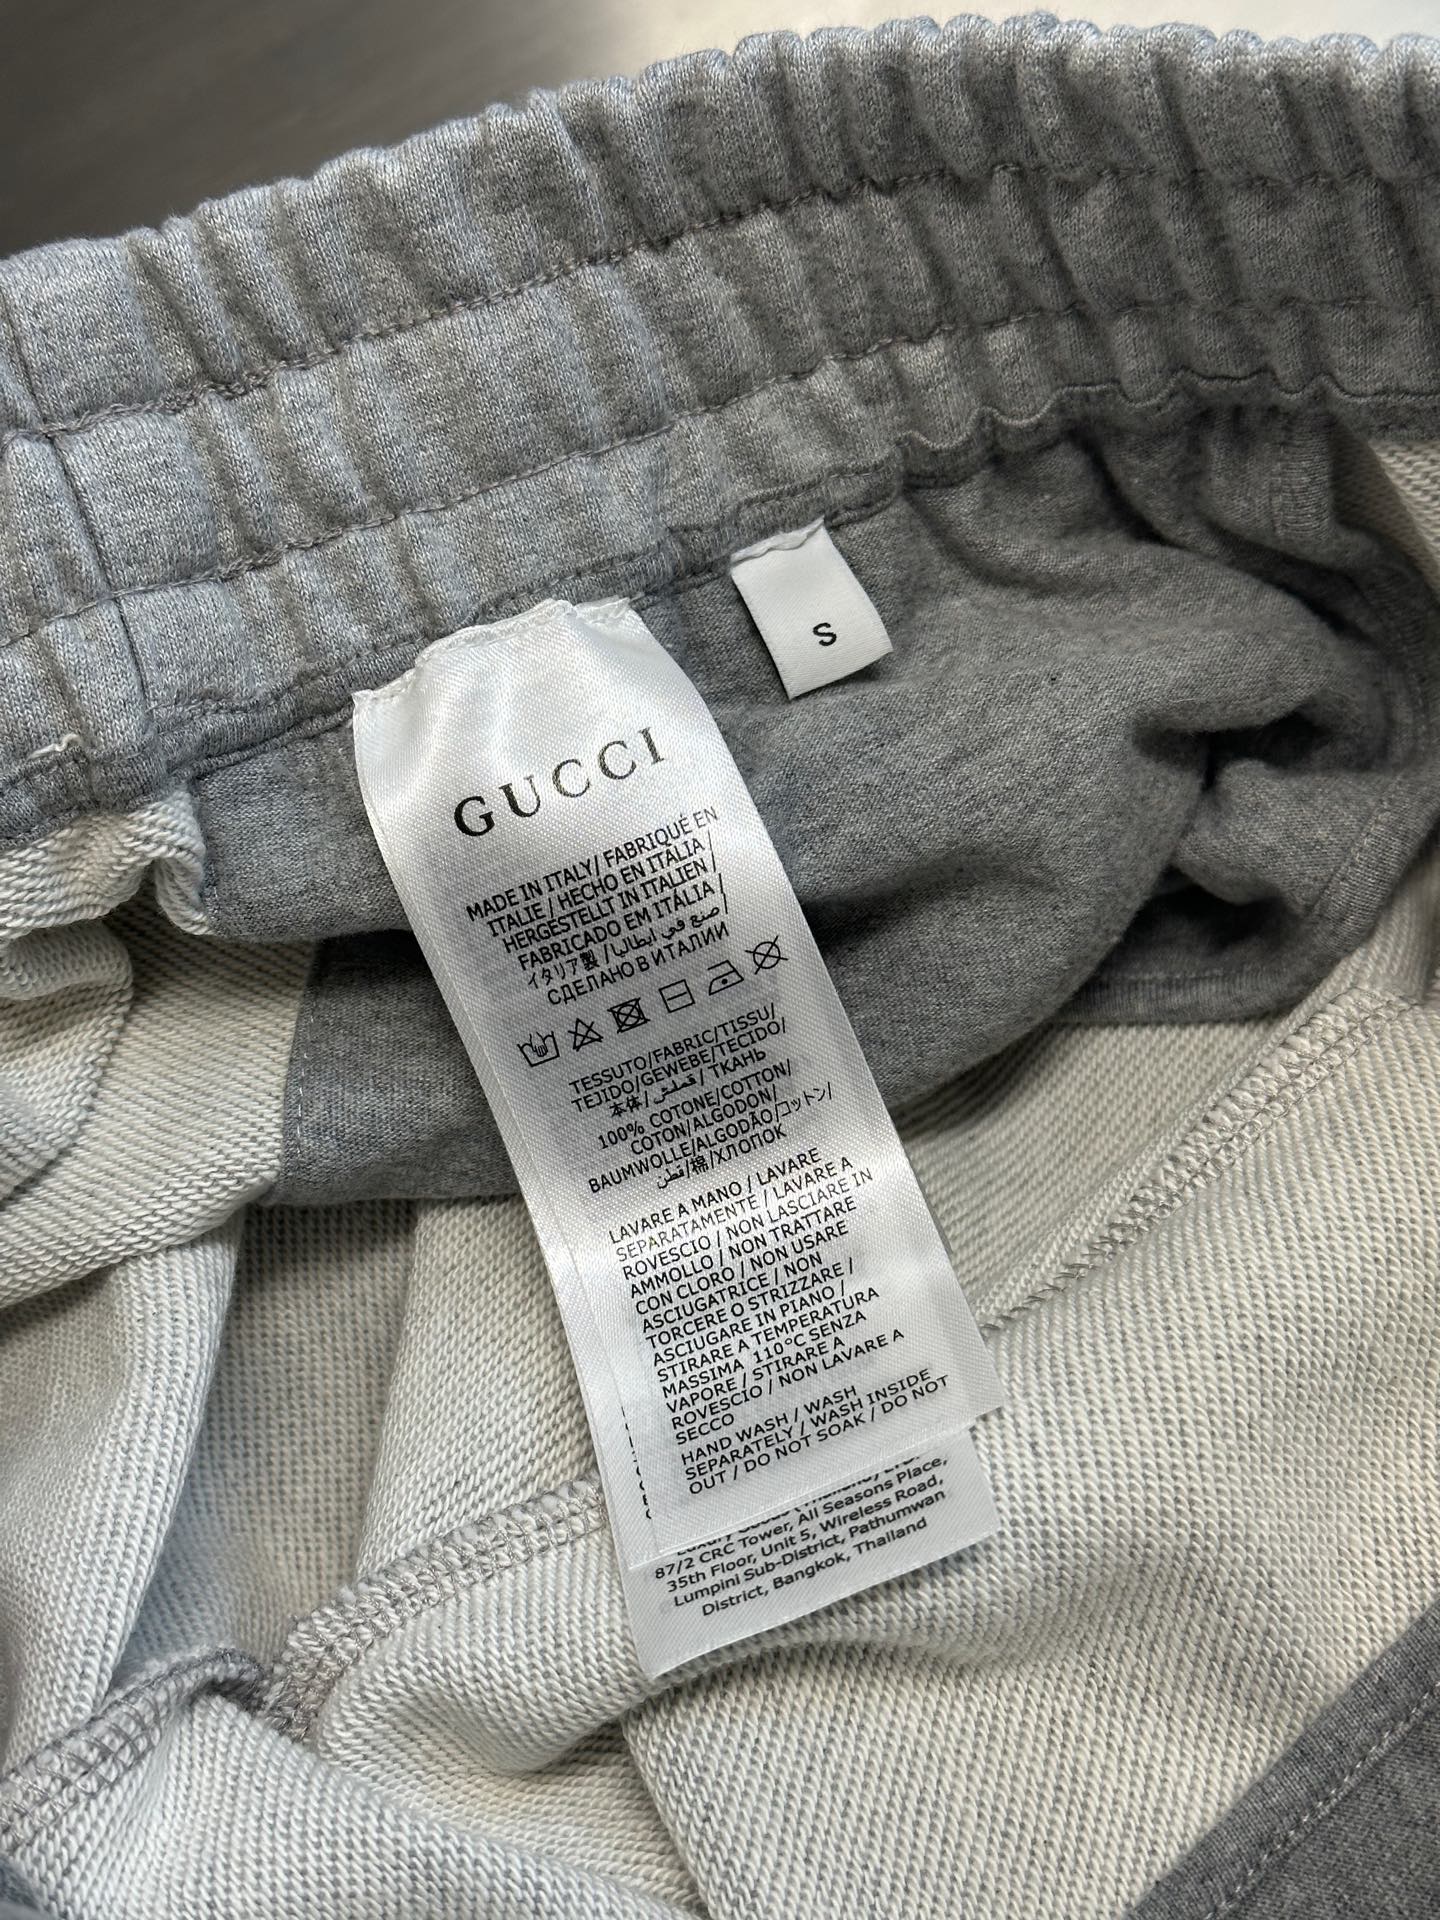 S
GUCCI
MADE IN ITALY/ FABRIQUÉ EN
ITALIE / HECHO EN ITALIA /
HERGESTELLT IN ITALIEN /
FABRICADO EM ITÁLIA /
イタリア製 / صنع في ايطاليا /
СДЕЛАНО В ИТАЛИИ
TESSUTO/FABRIC/TISSU/
TEJIDO/GEWEBE/TECIDO/
本体/ قملش / ТКАНЬ
100% COTONE/COTTON/
COTON/ALGODON/
BAUMWOLLE/ALGODÃO/コットン/
قطن/棉/ХЛОПОК
LAVARE A MANO / LAVARE
SEPARATAMENTE / LAVARE A
ROVESCIO / NON LASCIARE IN
AMMOLLO / NON TRATTARE
CON CLORO / NON USARE
ASCIUGATRICE / NON
TORCERE O STRIZZARE /
ASCIUGARE IN PIANO /
STIRARE A TEMPERATURA
MASSIMA 110°C SENZA
VAPORE / STIRARE A
ROVESCIO / NON LAVARE A
SECCO
HAND WASH / WASH
SEPARATELY / WASH INSIDE
OUT / DO NOT SOAK / DO NOT
87/2 CRC Tower, All Seasons Place,
35th Floor, Unit 5, Wireless Road,
Lumpini Sub-District, Pathumwan
District, Bangkok, Thailand